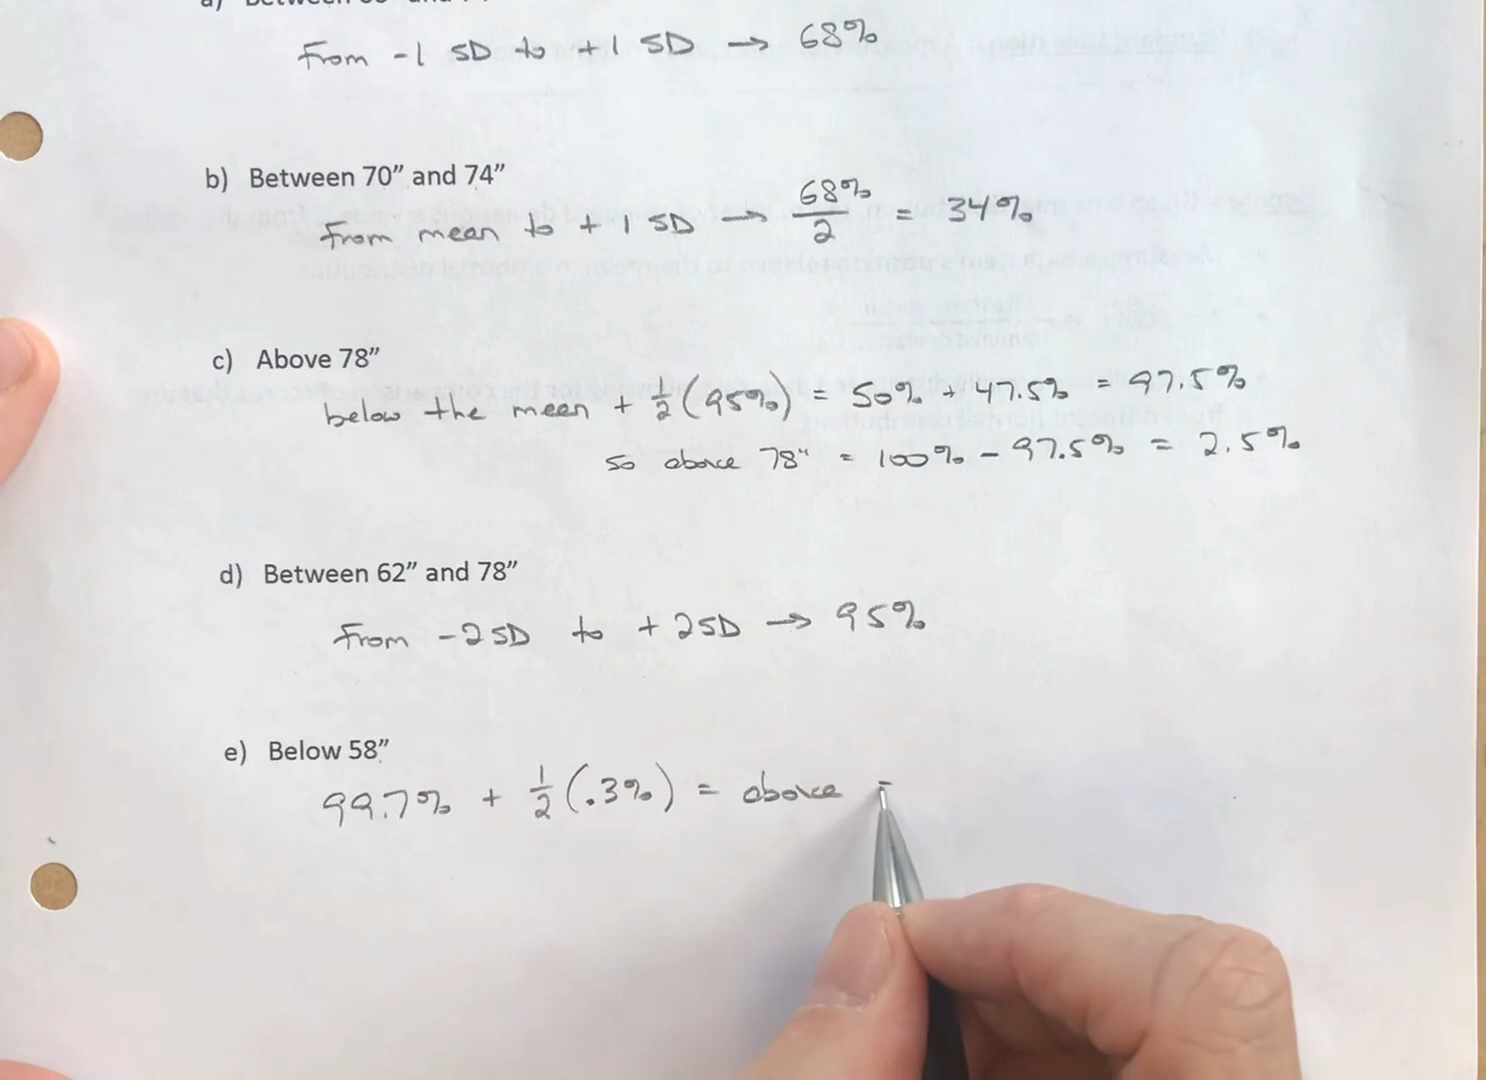 a) Between
From -1 SD to +1 SD → 68%
b) Between 70” and 74”
From mean to +1 SD → 68%/2 = 34%
c) Above 78”
below the mean + 1/2 (95%) = 50% + 47.5% = 97.5%
so above 78" = 100% - 97.5% = 2.5%
d) Between 62” and 78”
From -2SD to +2SD → 95%
e) Below 58”
99.7% + 1/2 (.3%) = above